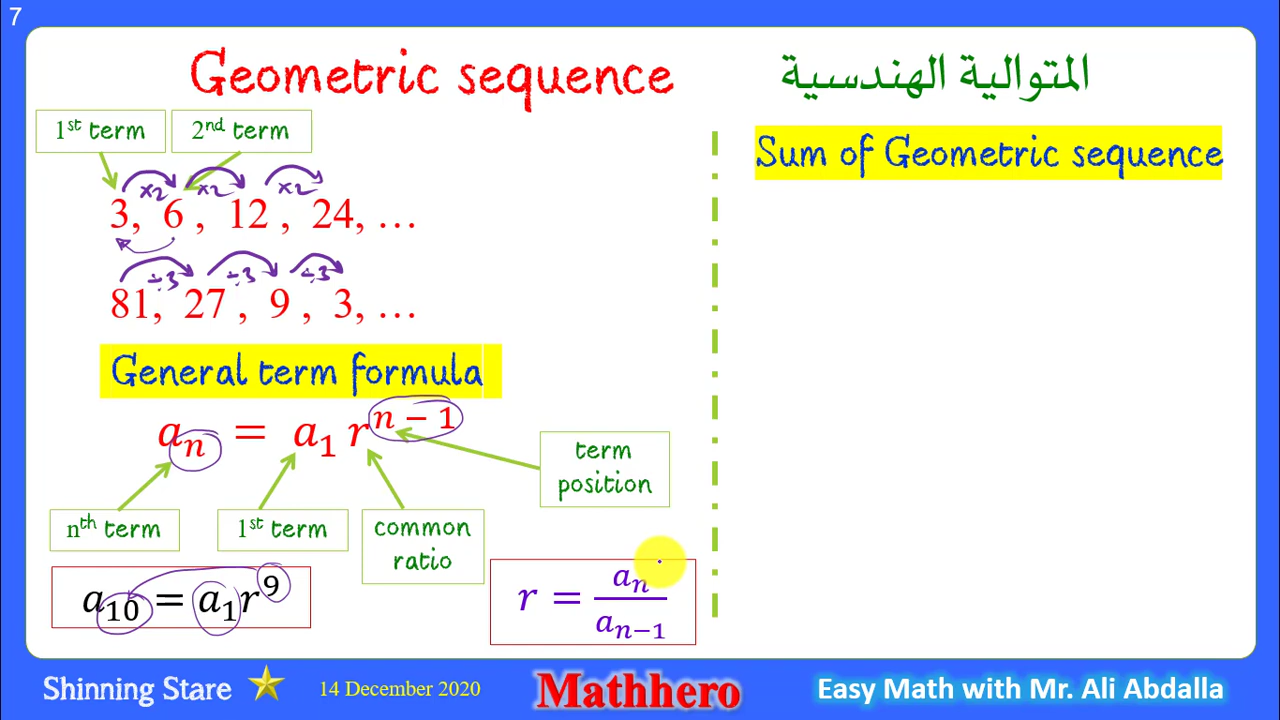 7
Geometric sequence
المتوالية الهندسية
1st term
2nd term
×2 ×2 ×2
3, 6 , 12 , 24, …
÷3 ÷3 ÷3
81, 27 , 9 , 3, …
General term formula
aₙ = a₁ rⁿ⁻¹
term position
nth term
1st term
common ratio
a₁₀ = a₁r⁹
r = aₙ / aₙ₋₁
Sum of Geometric sequence
Shinning Stare
14 December 2020
Mathhero
Easy Math with Mr. Ali Abdalla